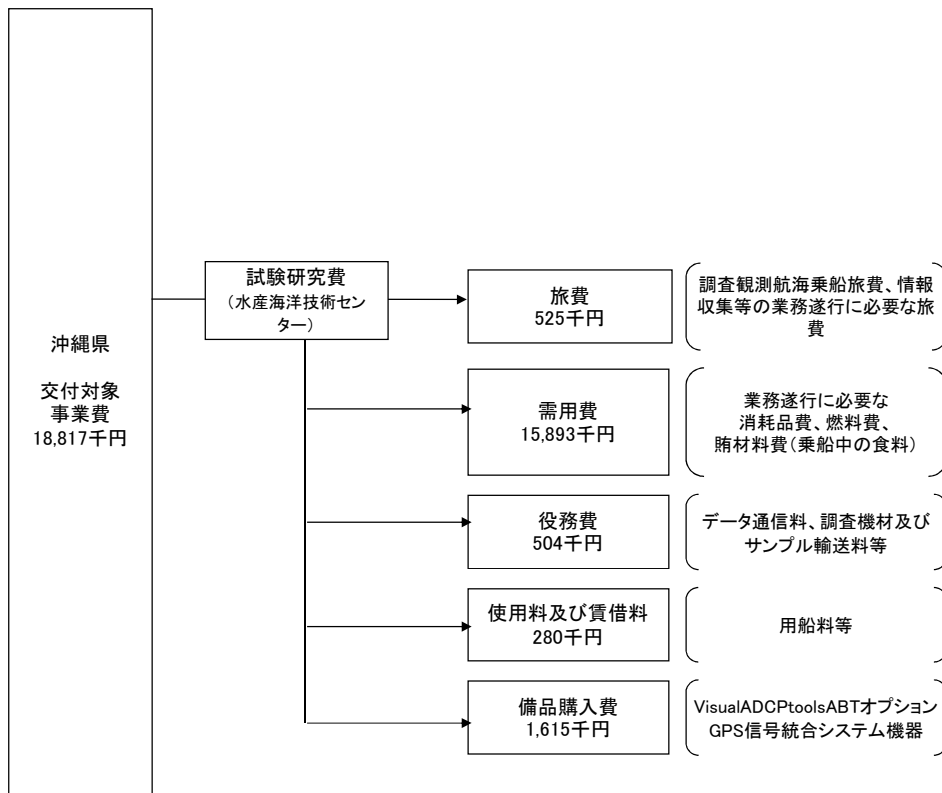 沖縄県
交付対象
事業費
18,817千円
試験研究費
（水産海洋技術セン
ター）
旅費
525千円
調査観測航海乗船旅費、情報
収集等の業務遂行に必要な旅
費
需用費
15,893千円
業務遂行に必要な
消耗品費、燃料費、
賄材料費（乗船中の食料）
役務費
504千円
データ通信料、調査機材及び
サンプル輸送料等
使用料及び賃借料
280千円
用船料等
備品購入費
1,615千円
VisualADCPtoolsABTオプション
GPS信号統合システム機器